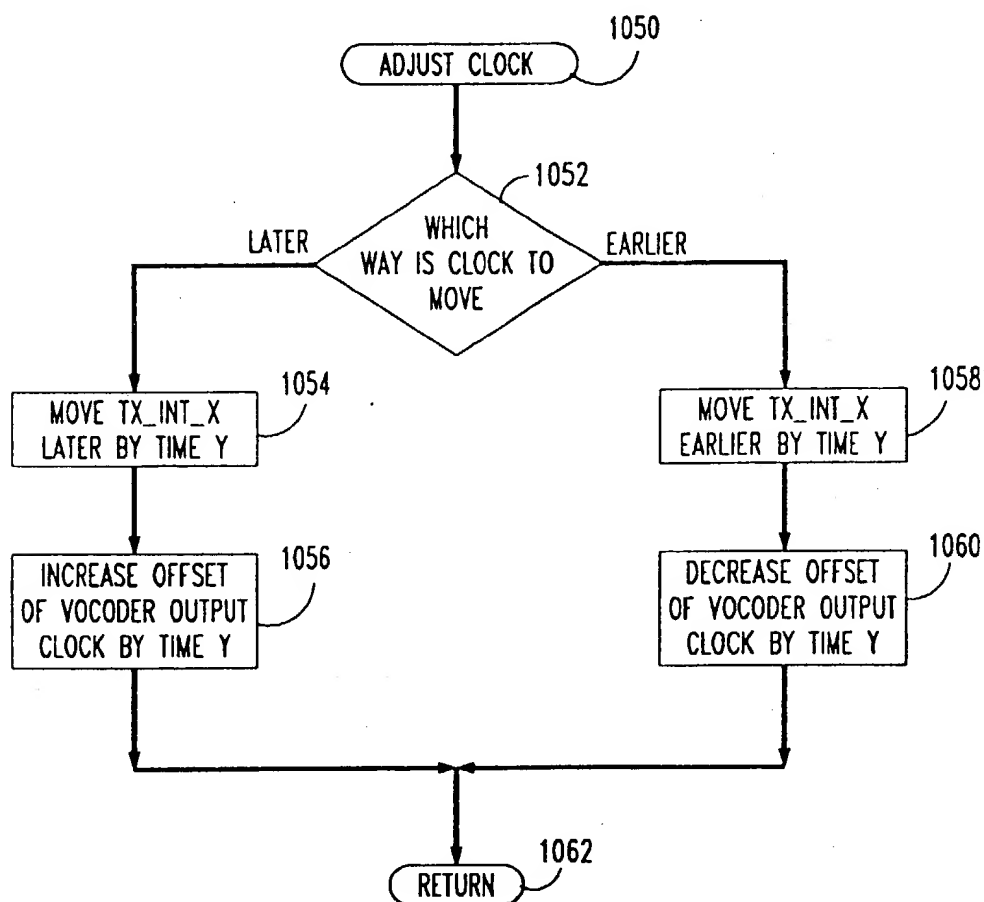 1050
ADJUST CLOCK
1052
WHICH
WAY IS CLOCK TO
MOVE
LATER
EARLIER
1054
MOVE TX_INT_X
LATER BY TIME Y
1058
MOVE TX_INT_X
EARLIER BY TIME Y
1056
INCREASE OFFSET
OF VOCODER OUTPUT
CLOCK BY TIME Y
1060
DECREASE OFFSET
OF VOCODER OUTPUT
CLOCK BY TIME Y
1062
RETURN